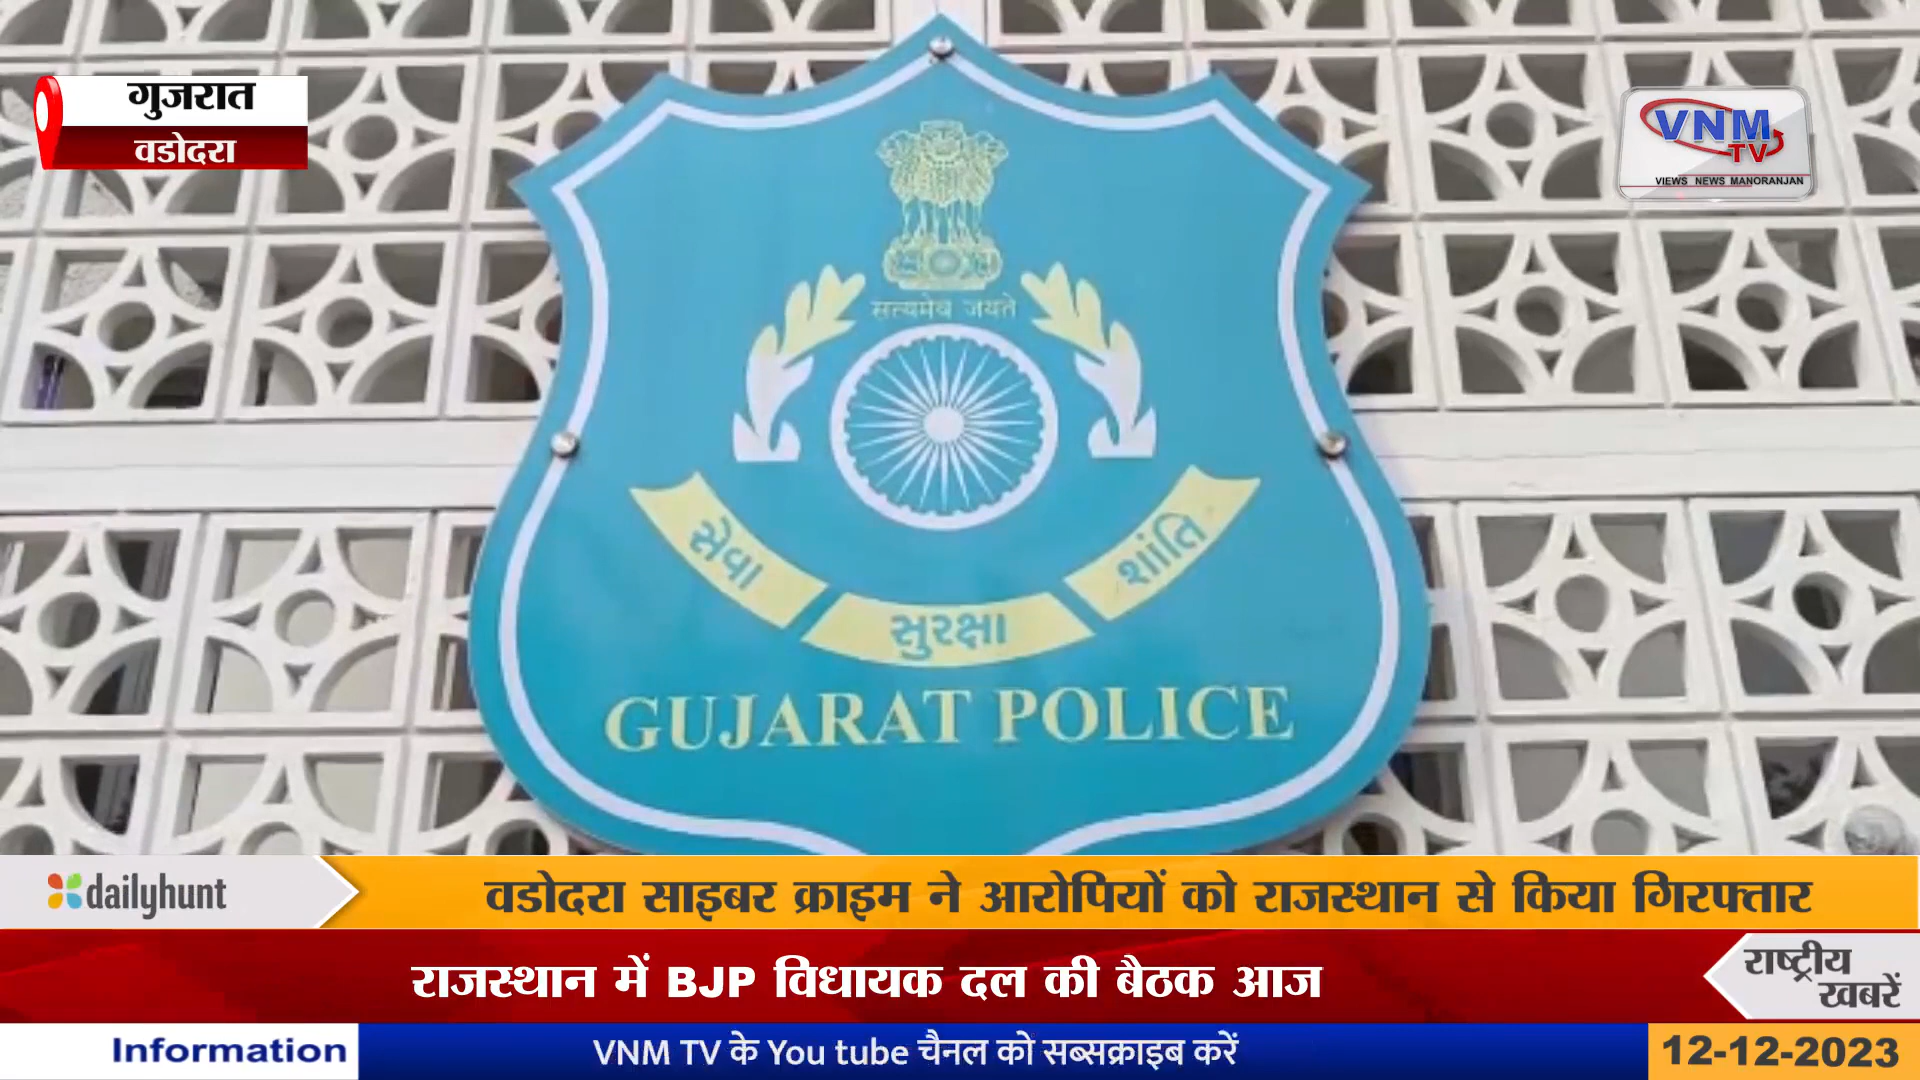 गुजरात
वडोदरा
VNM
TV
VIEWS NEWS MANORANJAN
सत्यमेव जयते
સેવા
સુરક્ષા
શાંતિ
GUJARAT POLICE
dailyhunt
वडोदरा साइबर क्राइम ने आरोपियों को राजस्थान से किया गिरफ्तार
राजस्थान में BJP विधायक दल की बैठक आज
राष्ट्रीय
खबरें
Information
VNM TV के You tube चैनल को सब्सक्राइब करें
12-12-2023